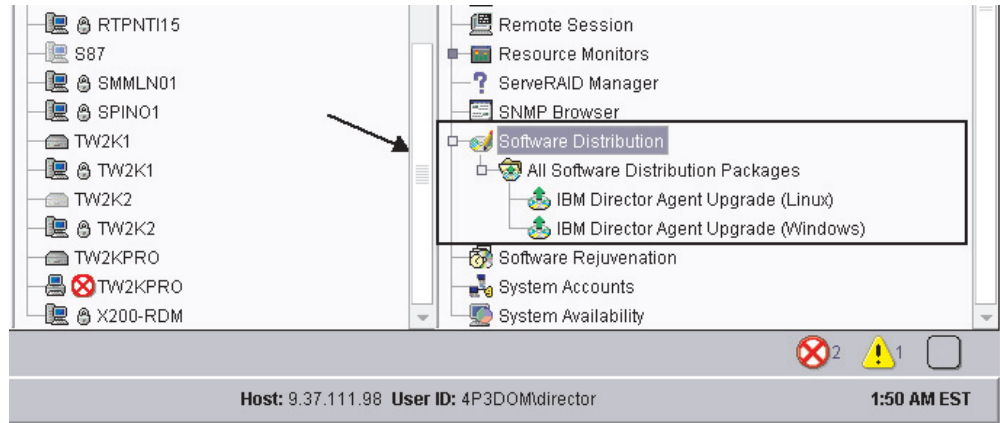 RTPNTI15
S87
SMMLN01
SPINO1
TW2K1
TW2K1
TW2K2
TW2K2
TW2KPRO
TW2KPRO
X200-RDM
Remote Session
Resource Monitors
ServeRAID Manager
SNMP Browser
Software Distribution
All Software Distribution Packages
IBM Director Agent Upgrade (Linux)
IBM Director Agent Upgrade (Windows)
Software Rejuvenation
System Accounts
System Availability
2 1
Host: 9.37.111.98 User ID: 4P3DOM\director 1:50 AM EST